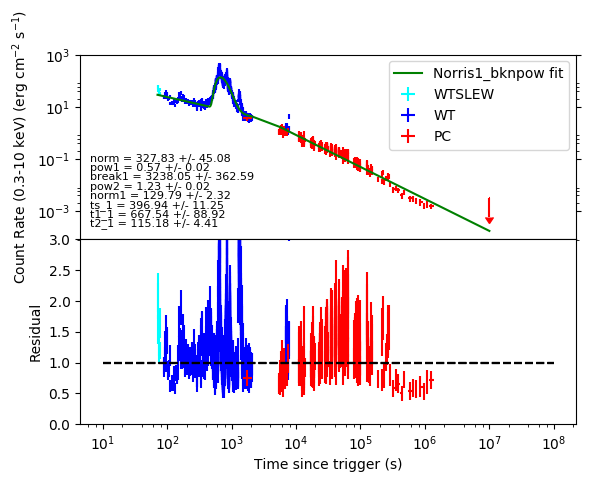 Count Rate (0.3-10 keV) (erg cm⁻² s⁻¹)
10³
10¹
10⁻¹
10⁻³
Norris1_bknpow fit
WTSLEW
WT
PC
norm = 327.83 +/- 45.08
pow1 = 0.57 +/- 0.02
break1 = 3238.05 +/- 362.59
pow2 = 1.23 +/- 0.02
norm1 = 129.79 +/- 2.32
ts_1 = 396.94 +/- 11.25
t1_1 = 667.54 +/- 88.92
t2_1 = 115.18 +/- 4.41
Residual
3.0
2.5
2.0
1.5
1.0
0.5
0.0
10¹ 10² 10³ 10⁴ 10⁵ 10⁶ 10⁷ 10⁸
Time since trigger (s)